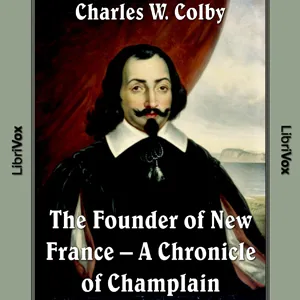 Charles W. Colby
LibriVox
LibriVox
The Founder of New
France – A Chronicle
of Champlain